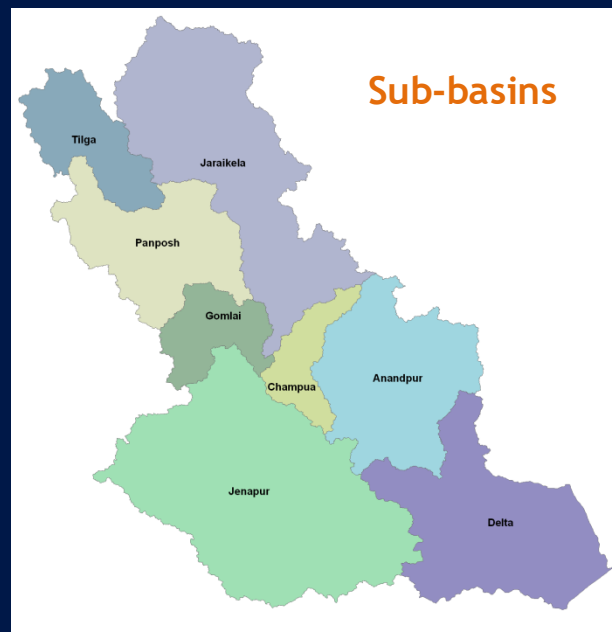 Sub-basins
Tilga
Jaraikela
Panposh
Gomlai
Champua
Anandpur
Jenapur
Delta